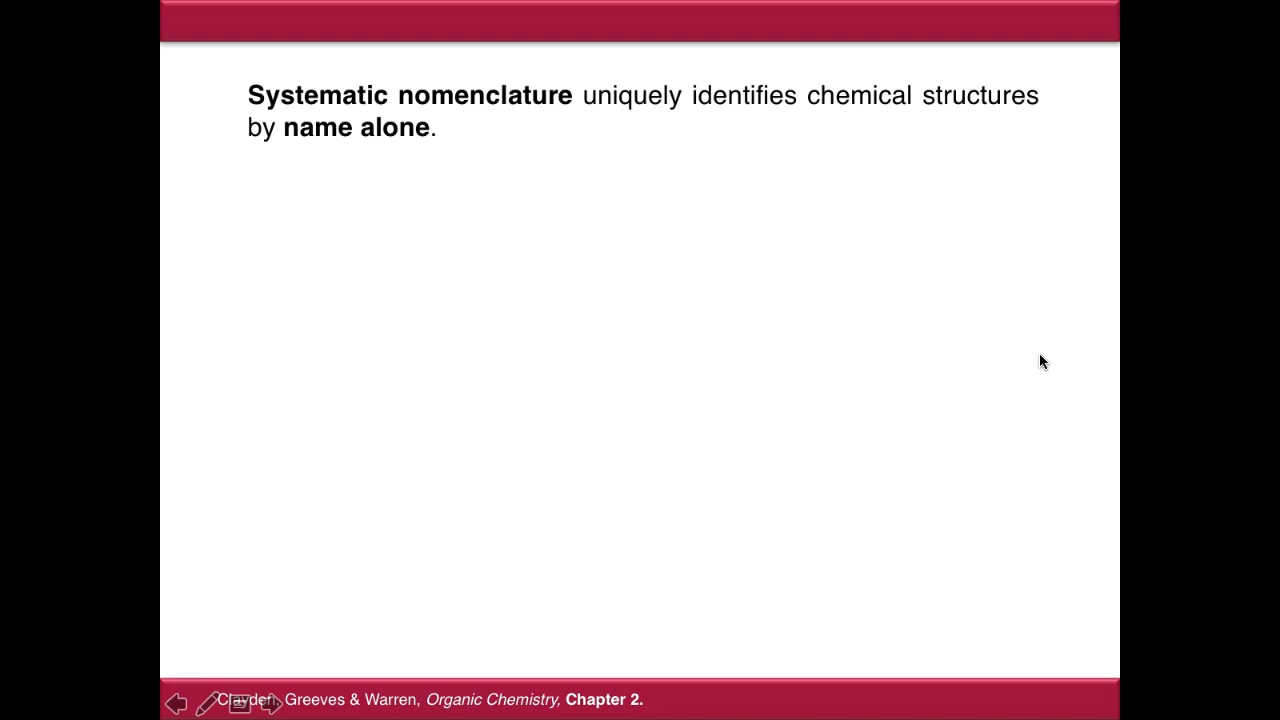 Systematic nomenclature uniquely identifies chemical structures
by name alone.
Clayden, Greeves & Warren, Organic Chemistry, Chapter 2.